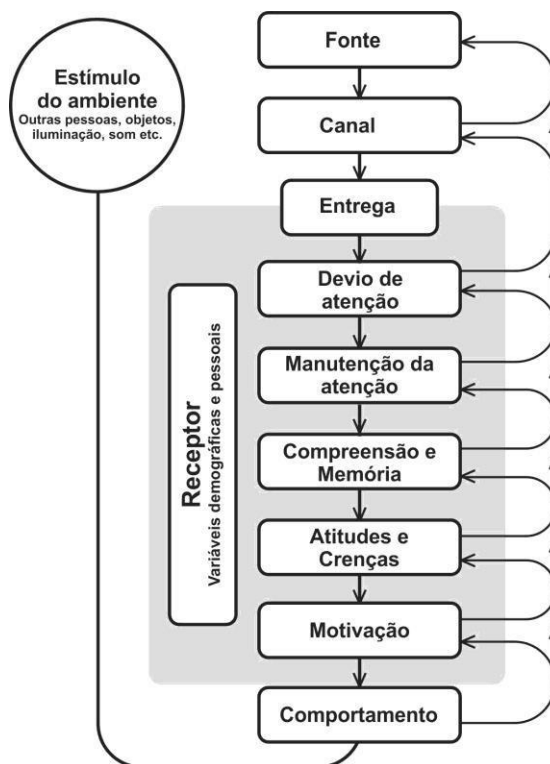 Estímulo
do ambiente
Outras pessoas, objetos,
iluminação, som etc.
Fonte
Canal
Entrega
Receptor
Variáveis demográficas e pessoais
Devio de
atenção
Manutenção da
atenção
Compreensão e
Memória
Atitudes e
Crenças
Motivação
Comportamento